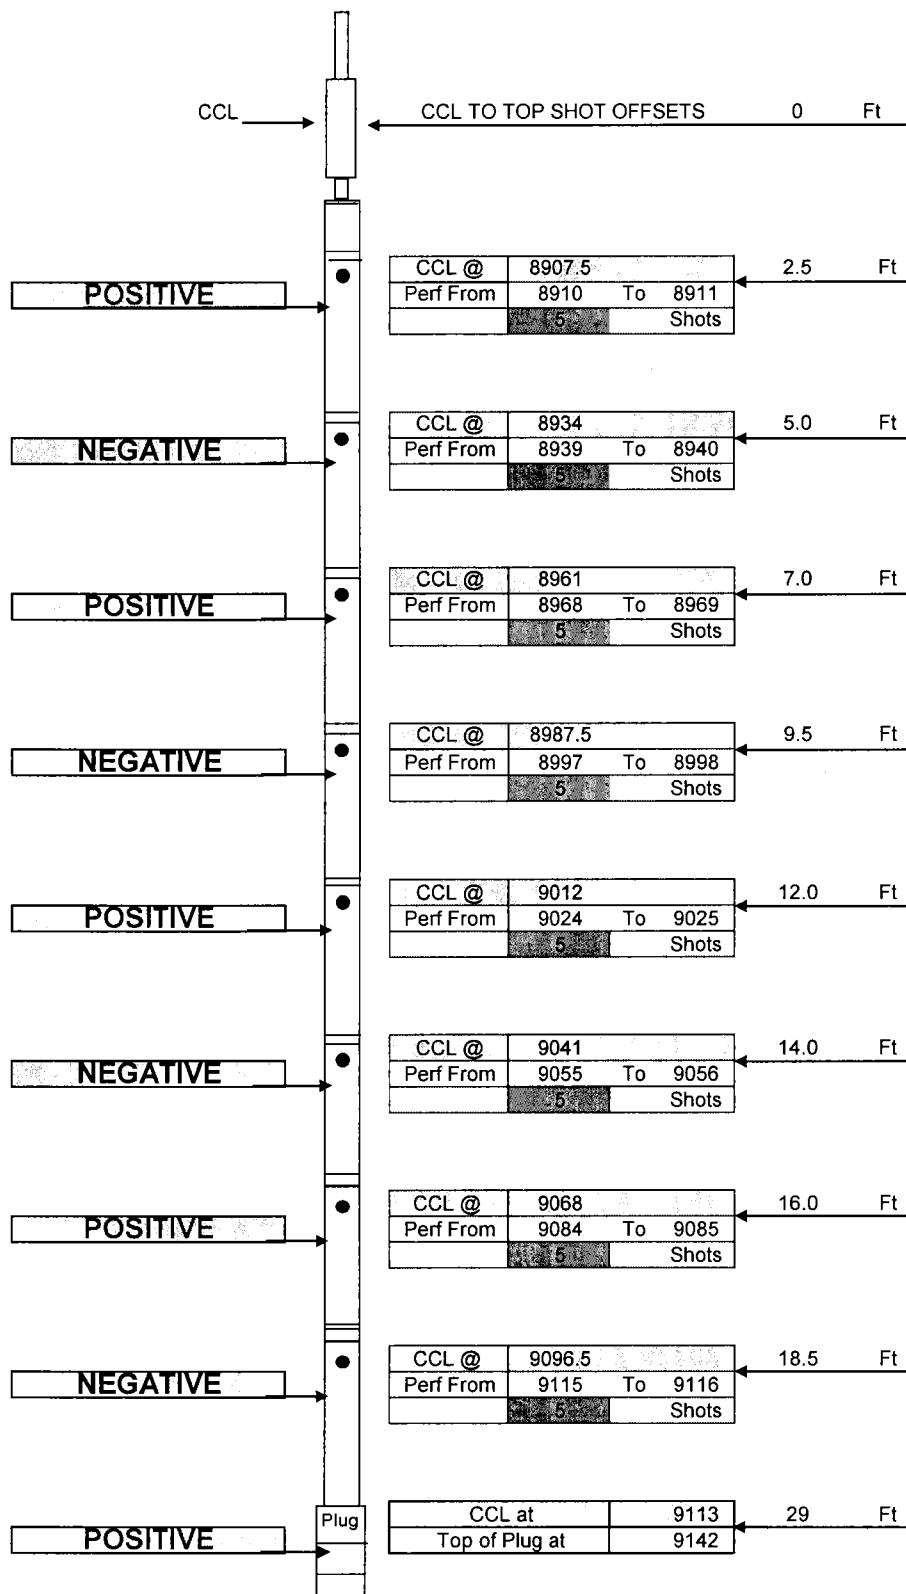 CCL CCL TO TOP SHOT OFFSETS 0 Ft
CCL @ 8907.5 2.5 Ft
POSITIVE Perf From 8910 To 8911
5 Shots
CCL @ 8934 5.0 Ft
NEGATIVE Perf From 8939 To 8940
5 Shots
CCL @ 8961 7.0 Ft
POSITIVE Perf From 8968 To 8969
5 Shots
CCL @ 8987.5 9.5 Ft
NEGATIVE Perf From 8997 To 8998
5 Shots
CCL @ 9012 12.0 Ft
POSITIVE Perf From 9024 To 9025
5 Shots
CCL @ 9041 14.0 Ft
NEGATIVE Perf From 9055 To 9056
5 Shots
CCL @ 9068 16.0 Ft
POSITIVE Perf From 9084 To 9085
5 Shots
CCL @ 9096.5 18.5 Ft
NEGATIVE Perf From 9115 To 9116
5 Shots
Plug CCL at 9113 29 Ft
POSITIVE Top of Plug at 9142